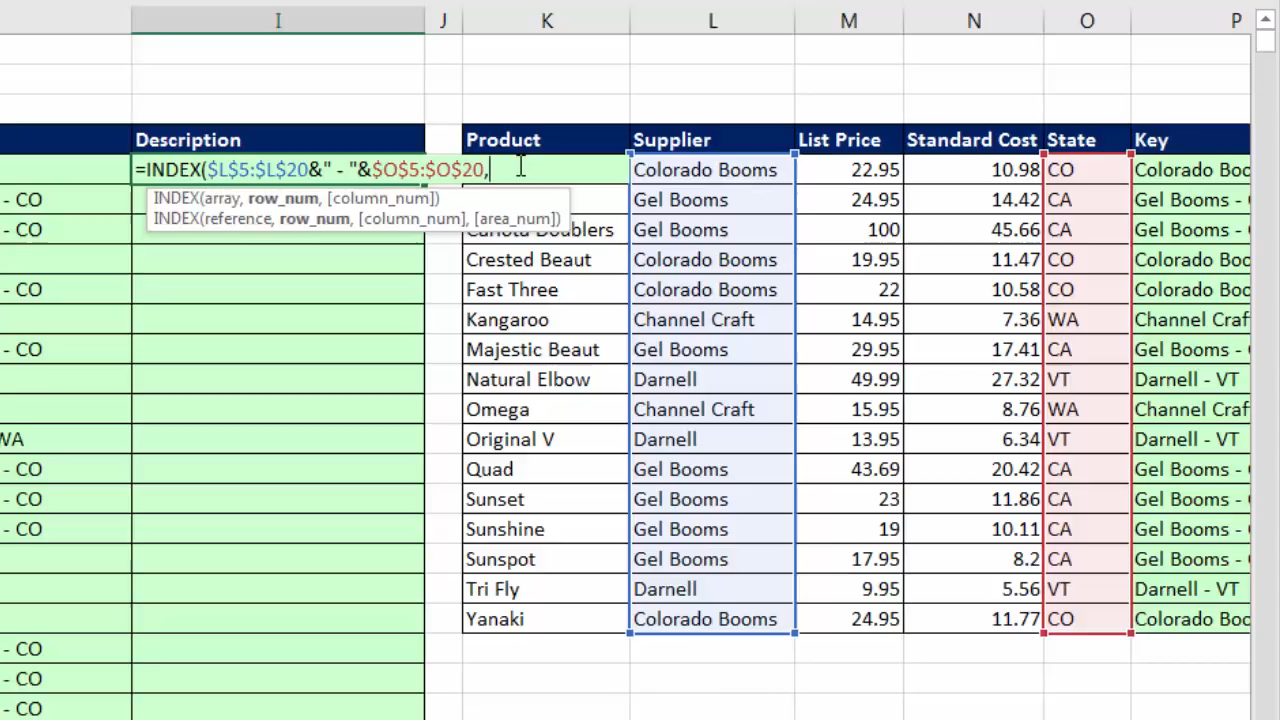 I J K L M N O P
Description Product Supplier List Price Standard Cost State Key
=INDEX($L$5:$L$20&" - "&$O$5:$O$20, Colorado Booms 22.95 10.98 CO Colorado Boo
- CO INDEX(array, row_num, [column_num]) Gel Booms 24.95 14.42 CA Gel Booms -
INDEX(reference, row_num, [column_num], [area_num])
- CO Carlota Doublers Gel Booms 100 45.66 CA Gel Booms -
Crested Beaut Colorado Booms 19.95 11.47 CO Colorado Boo
- CO Fast Three Colorado Booms 22 10.58 CO Colorado Boo
Kangaroo Channel Craft 14.95 7.36 WA Channel Craf
- CO Majestic Beaut Gel Booms 29.95 17.41 CA Gel Booms -
Natural Elbow Darnell 49.99 27.32 VT Darnell - VT
Omega Channel Craft 15.95 8.76 WA Channel Craf
WA Original V Darnell 13.95 6.34 VT Darnell - VT
- CO Quad Gel Booms 43.69 20.42 CA Gel Booms -
- CO Sunset Gel Booms 23 11.86 CA Gel Booms -
- CO Sunshine Gel Booms 19 10.11 CA Gel Booms -
Sunspot Gel Booms 17.95 8.2 CA Gel Booms -
Tri Fly Darnell 9.95 5.56 VT Darnell - VT
Yanaki Colorado Booms 24.95 11.77 CO Colorado Boo
- CO
- CO
- CO